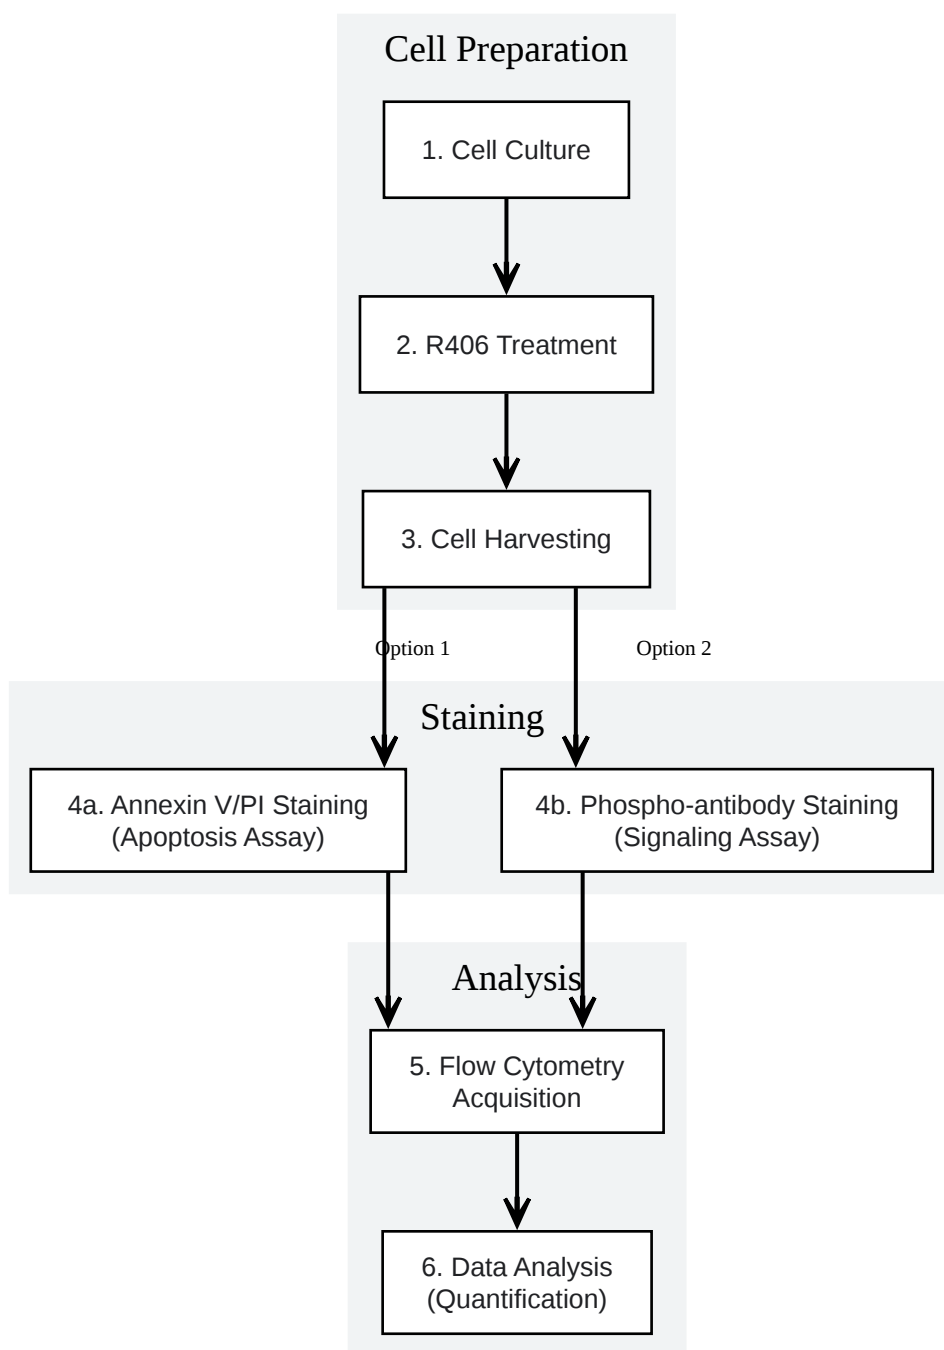 Cell Preparation
1. Cell Culture
2. R406 Treatment
3. Cell Harvesting
Option 1
Option 2
Staining
4a. Annexin V/PI Staining
(Apoptosis Assay)
4b. Phospho-antibody Staining
(Signaling Assay)
Analysis
5. Flow Cytometry
Acquisition
6. Data Analysis
(Quantification)